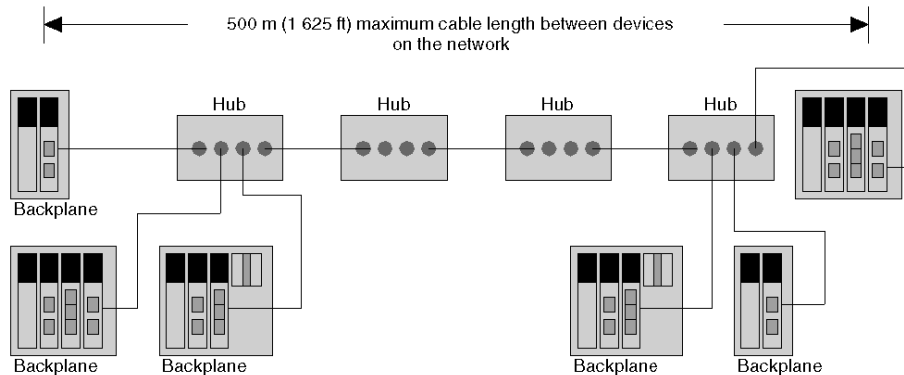 500 m (1 625 ft) maximum cable length between devices
on the network
Hub
Hub
Hub
Hub
Backplane
Backplane
Backplane
Backplane
Backplane